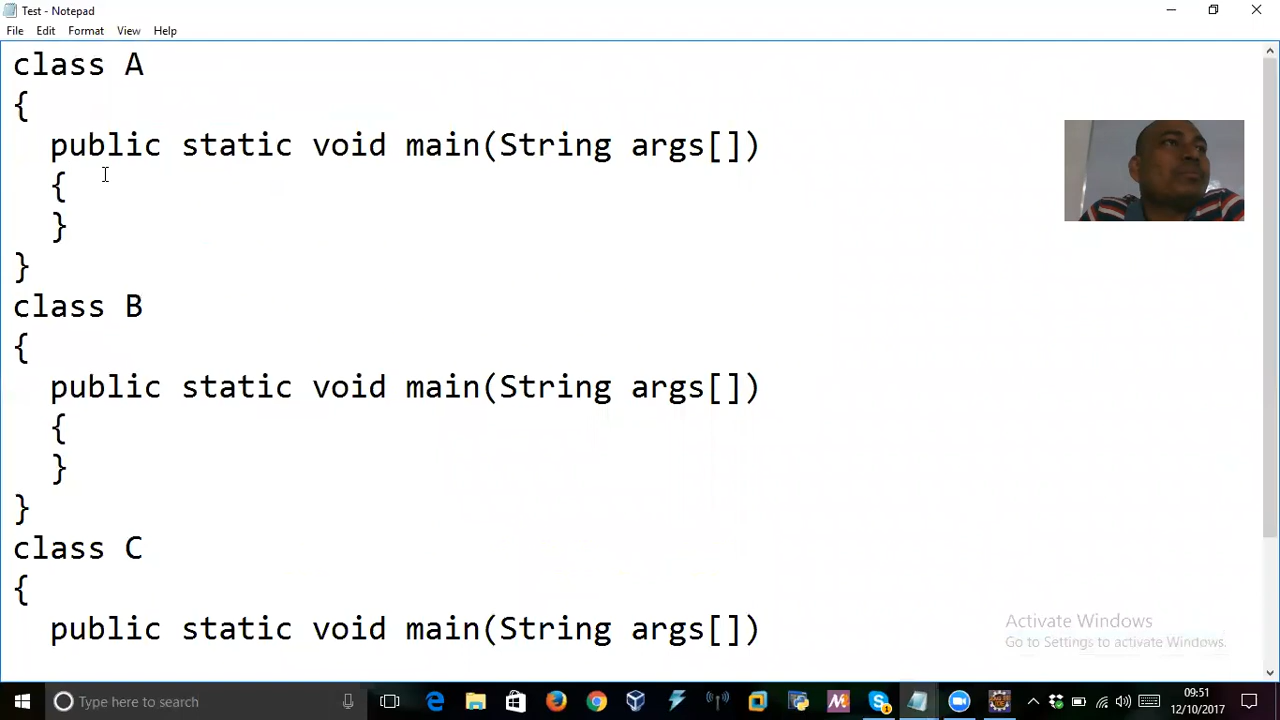 Test - Notepad
File Edit Format View Help
class A
{
public static void main(String args[])
{
}
}
class B
{
public static void main(String args[])
{
}
}
class C
{
public static void main(String args[])
Activate Windows
Go to Settings to activate Windows.
Type here to search
09:51
12/10/2017